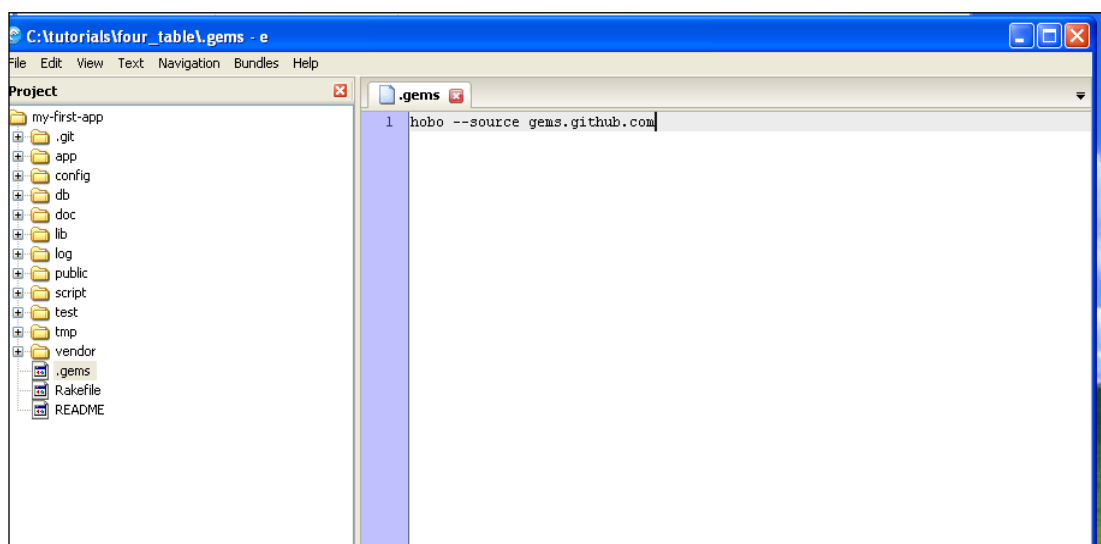 C:\tutorials\four_table\.gems - e
File Edit View Text Navigation Bundles Help
Project
.gems
my-first-app
.git
app
config
db
doc
lib
log
public
script
test
tmp
vendor
.gems
Rakefile
README
1 hobo --source gems.github.com